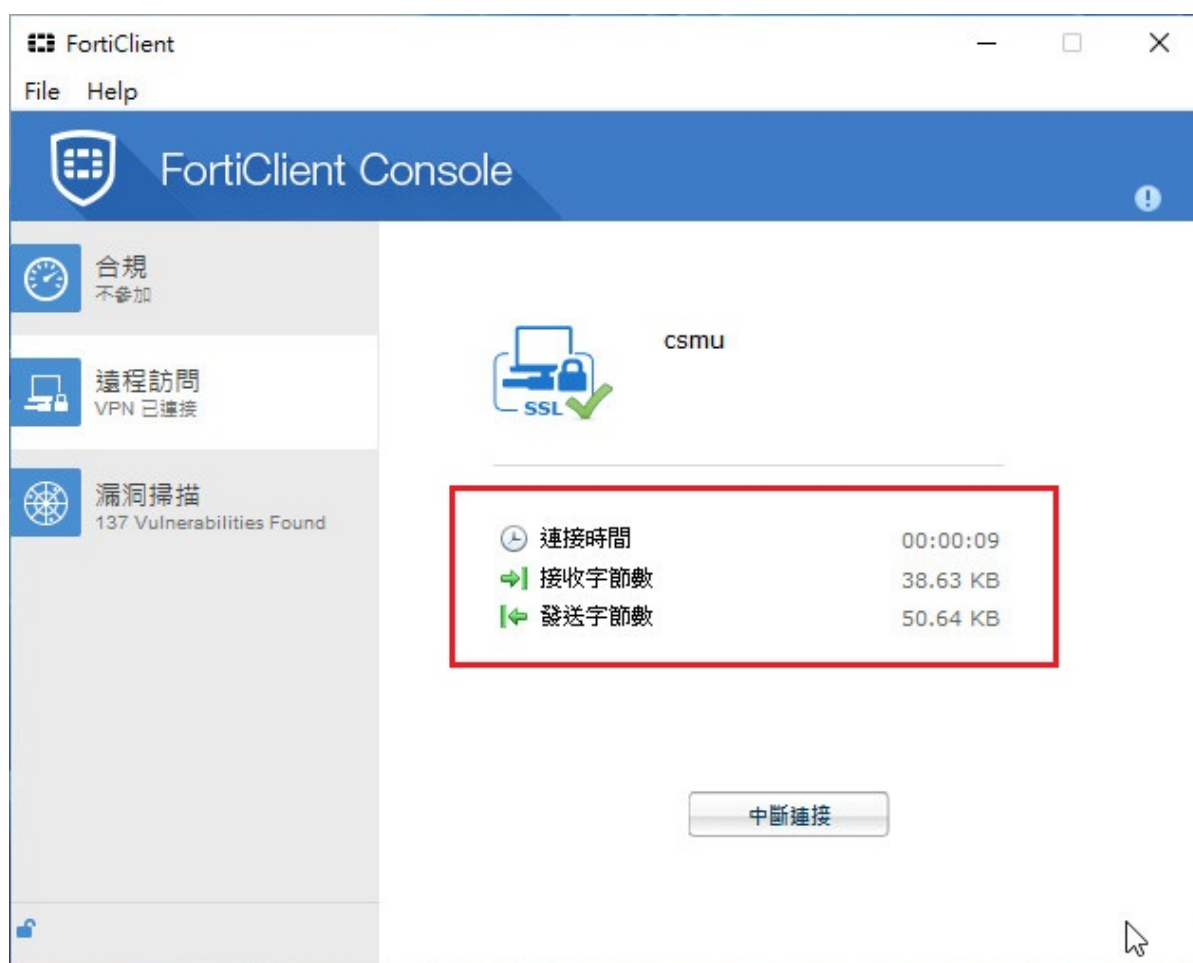 FortiClient
File Help
FortiClient Console
合規
不參加
遠程訪問
VPN 已連接
漏洞掃描
137 Vulnerabilities Found
csmu
SSL
連接時間 00:00:09
接收字節數 38.63 KB
發送字節數 50.64 KB
中斷連接